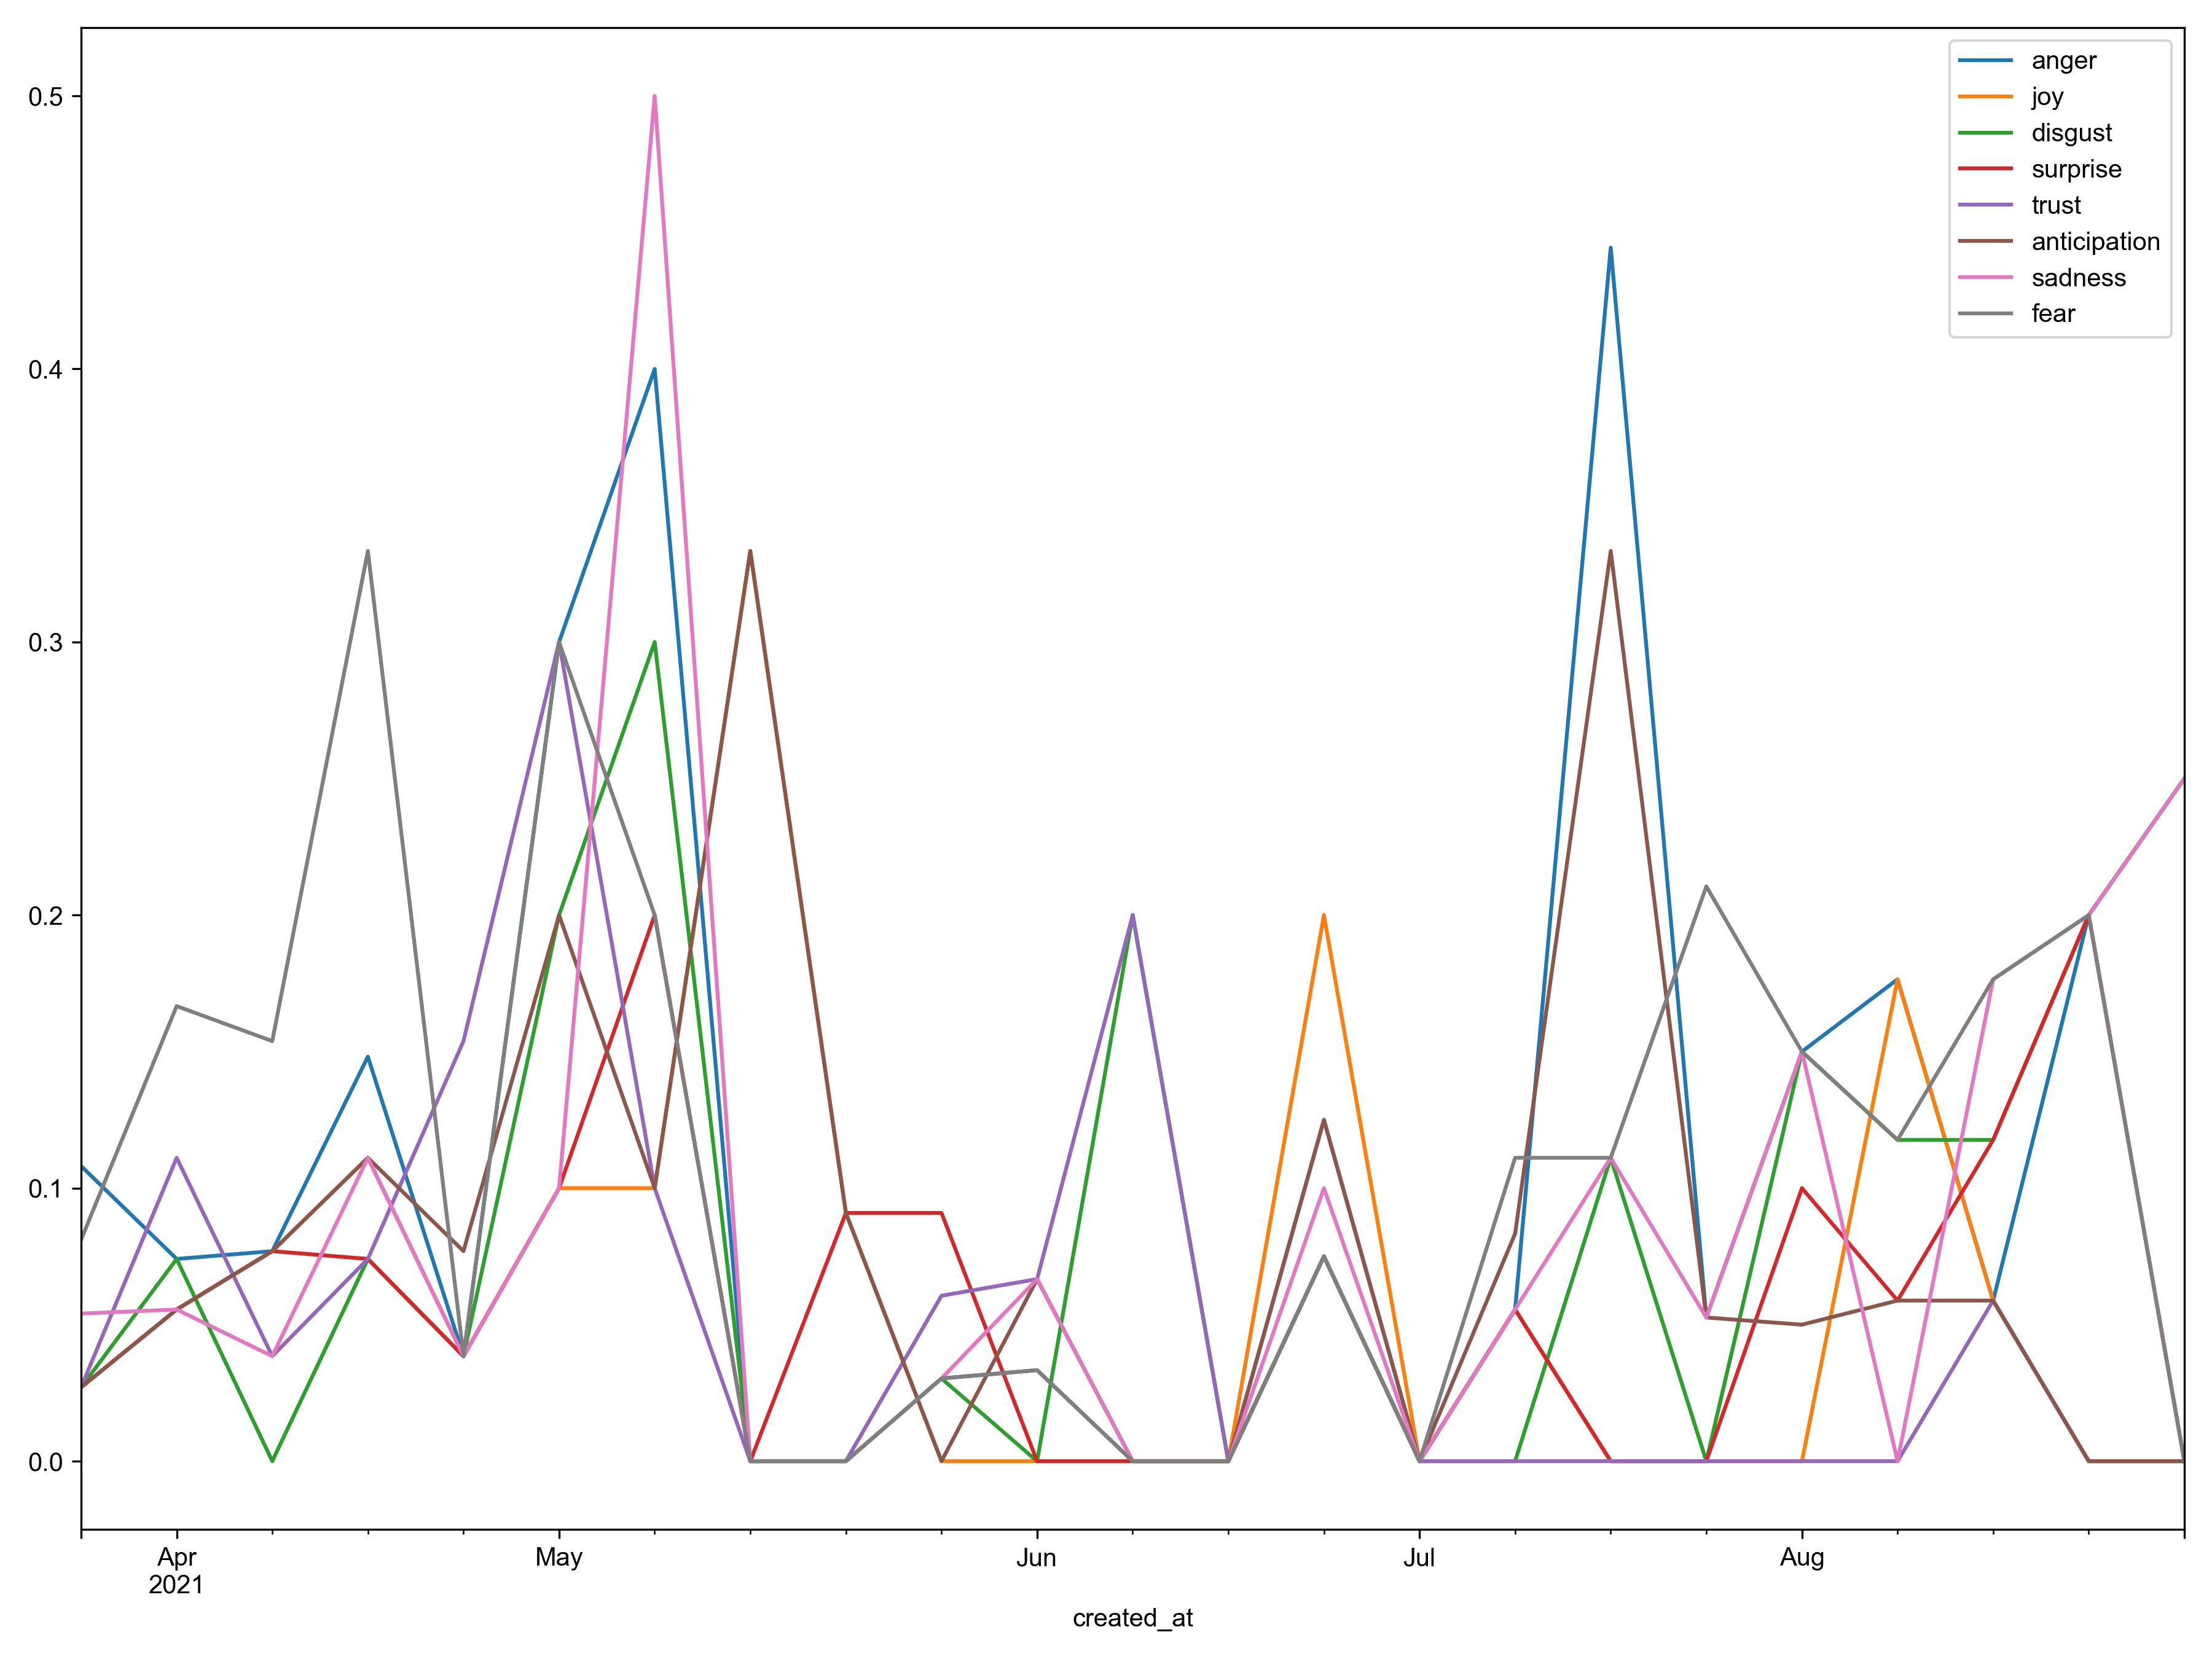 0.5
0.4
0.3
0.2
0.1
0.0
anger
joy
disgust
surprise
trust
anticipation
sadness
fear
Apr
2021
May
Jun
Jul
Aug
created_at